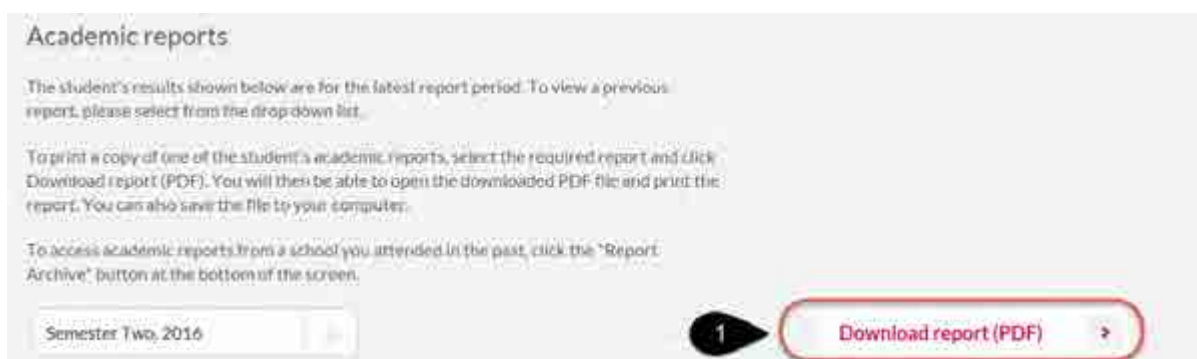 Academic reports
The student's results shown below are for the latest report period. To view a previous
report, please select from the drop down list.
To print a copy of one of the student's academic reports, select the required report and click
Download report (PDF). You will then be able to open the downloaded PDF file and print the
report. You can also save the file to your computer.
To access academic reports from a school you attended in the past, click the "Report
Archive" button at the bottom of the screen.
Semester Two, 2016
1
Download report (PDF)